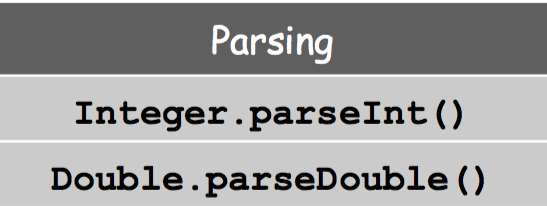 Parsing
Integer.parseInt()
Double.parseDouble()